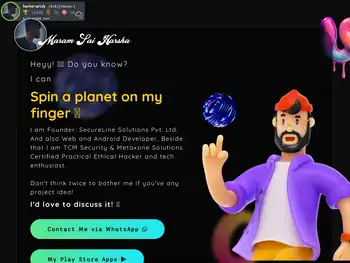 Maram Sai Harsha
Heyy! Do you know?
I can
Spin a planet on my
finger
I am Founder: SecureLine Solutions Pvt. Ltd.
And also Web and Android Developer. Beside
that I am TCM Security & Metaxone Solutions
Certified Practical Ethical Hacker and tech
enthusiast.
Don't think twice to bother me if you've any
project idea!
I'd love to discuss it!
Contact Me via WhatsApp
My Play Store Apps ▶